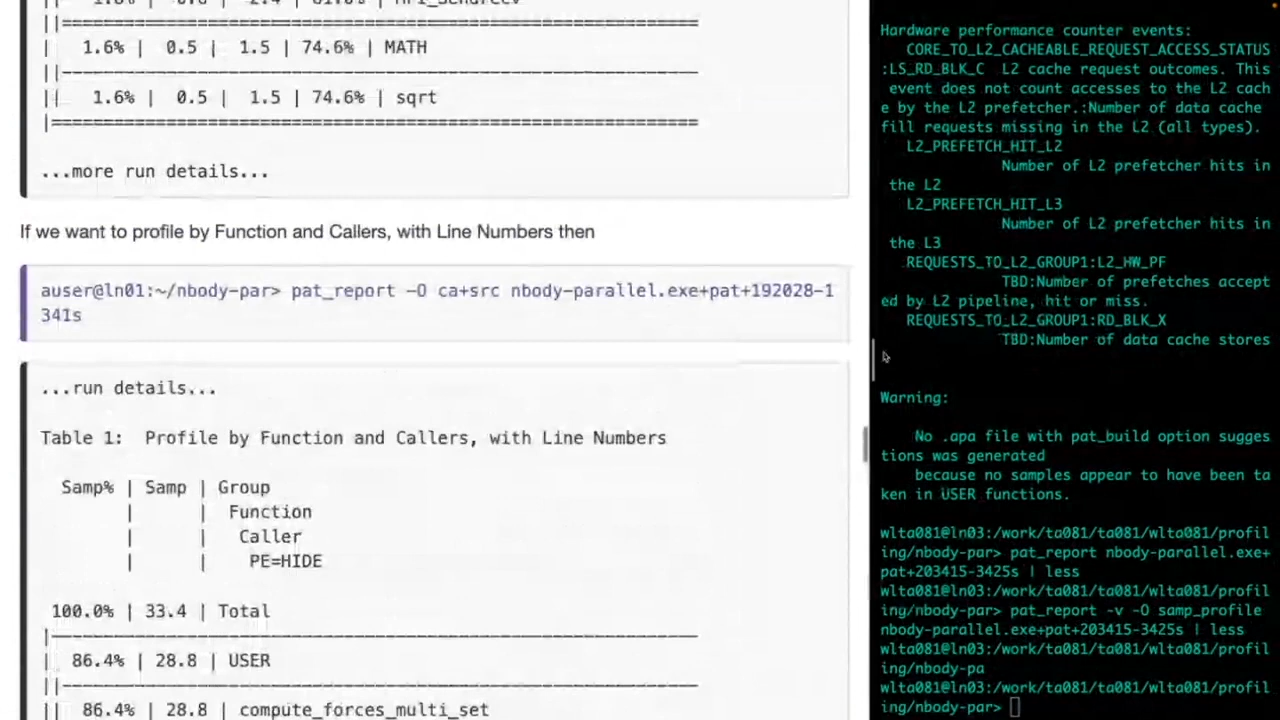 ||  1.6% |  0.5 |  1.5 | 74.6% | MATH
||  1.6% |  0.5 |  1.5 | 74.6% | sqrt
...more run details...
If we want to profile by Function and Callers, with Line Numbers then
auser@ln01:~/nbody-par> pat_report -O ca+src nbody-parallel.exe+pat+192028-1
341s
...run details...
Table 1:  Profile by Function and Callers, with Line Numbers
Samp% | Samp | Group
|      |  Function
|      |   Caller
|      |    PE=HIDE
100.0% | 33.4 | Total
|  86.4% | 28.8 | USER
||  86.4% | 28.8 | compute_forces_multi_set
Hardware performance counter events:
CORE_TO_L2_CACHEABLE_REQUEST_ACCESS_STATUS
:LS_RD_BLK_C  L2 cache request outcomes. This
event does not count accesses to the L2 cach
e by the L2 prefetcher.:Number of data cache
fill requests missing in the L2 (all types).
L2_PREFETCH_HIT_L2
Number of L2 prefetcher hits in
the L2
L2_PREFETCH_HIT_L3
Number of L2 prefetcher hits in
the L3
REQUESTS_TO_L2_GROUP1:L2_HW_PF
TBD:Number of prefetches accept
ed by L2 pipeline, hit or miss.
REQUESTS_TO_L2_GROUP1:RD_BLK_X
TBD:Number of data cache stores
Warning:
No .apa file with pat_build option sugges
tions was generated
because no samples appear to have been ta
ken in USER functions.
wlta081@ln03:/work/ta081/ta081/wlta081/profil
ing/nbody-par> pat_report nbody-parallel.exe+
pat+203415-3425s | less
wlta081@ln03:/work/ta081/ta081/wlta081/profil
ing/nbody-par> pat_report -v -O samp_profile
nbody-parallel.exe+pat+203415-3425s | less
wlta081@ln03:/work/ta081/ta081/wlta081/profil
ing/nbody-pa
wlta081@ln03:/work/ta081/ta081/wlta081/profil
ing/nbody-par>